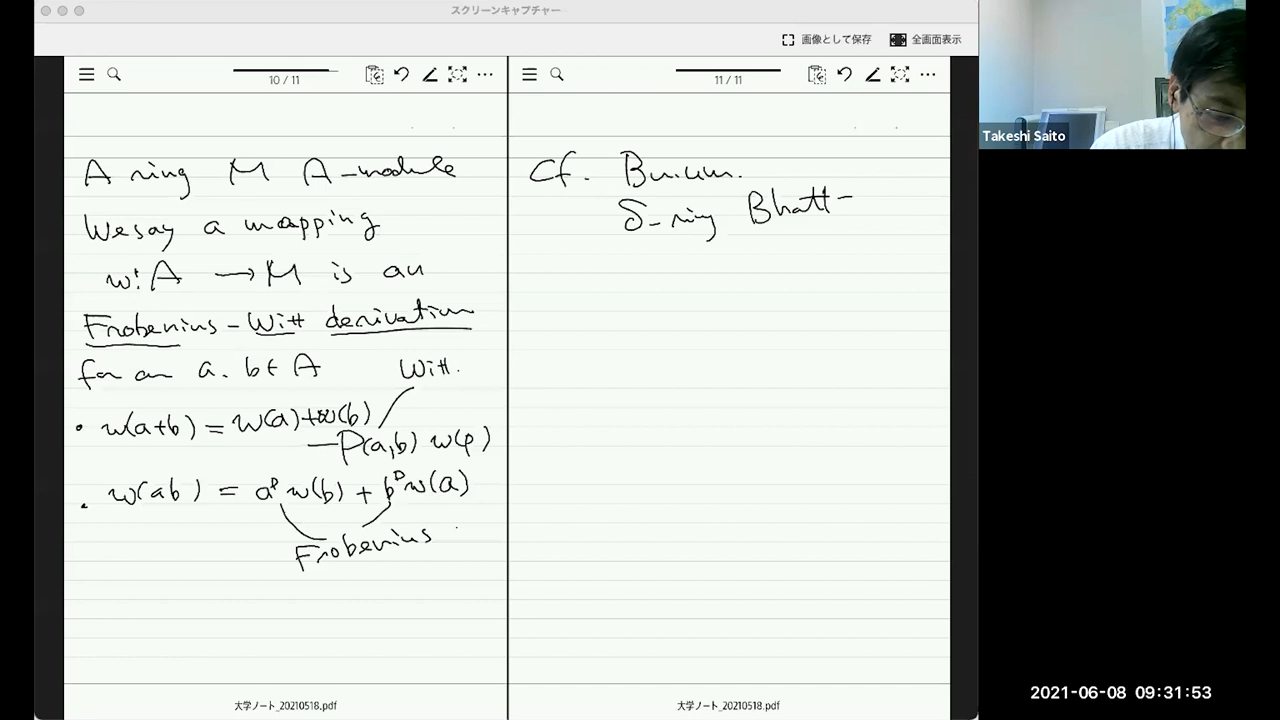 スクリーンキャプチャー
画像として保存 全画面表示
10 / 11
A ring M A-module
We say a mapping
w: A → M is an
Frobenius - Witt derivation
for an a. b ∈ A Witt.
• w(a+b) = w(a)+w(b)
- P(a,b) w(p)
• w(ab) = aᵖ w(b) + bᵖ w(a)
Frobenius
大学ノート_20210518.pdf
11 / 11
Cf. Buium.
δ-ring Bhatt-
大学ノート_20210518.pdf
Takeshi Saito
2021-06-08 09:31:53